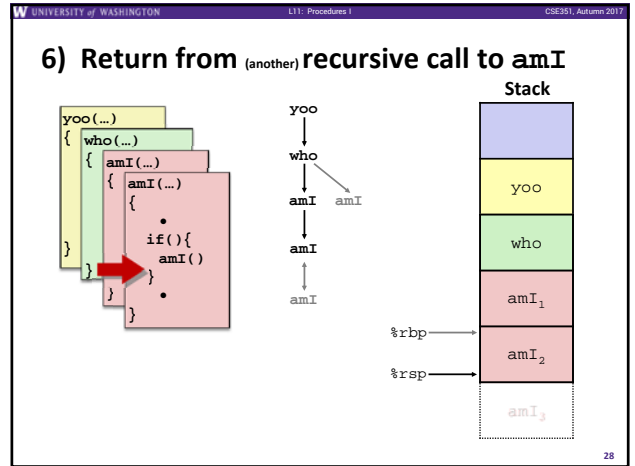 W UNIVERSITY of WASHINGTON L11: Procedures I CSE351, Autumn 2017
6) Return from (another) recursive call to amI
Stack
yoo(…)
{
}
who(…)
{
}
amI(…)
{
}
amI(…)
{
•
if(){
amI()
}
•
}
yoo
who
amI amI
amI
amI
yoo
who
amI1
%rbp
amI2
%rsp
amI3
28